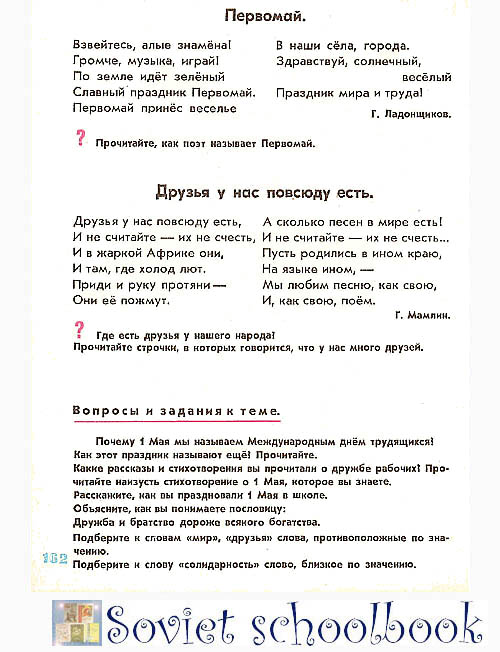 Первомай.
Взвейтесь, алые знамёна!
Громче, музыка, играй!
По земле идёт зелёный
Славный праздник Первомай.
Первомай принёс веселье
В наши сёла, города.
Здравствуй, солнечный,
весёлый
Праздник мира и труда!
Г. Ладонщиков.
? Прочитайте, как поэт называет Первомай.
Друзья у нас повсюду есть.
Друзья у нас повсюду есть,
И не считайте — их не счесть,
И в жаркой Африке они,
И там, где холод лют.
Приди и руку протяни —
Они её пожмут.
А сколько песен в мире есть!
И не считайте — их не счесть...
Пусть родились в ином краю,
На языке ином, —
Мы любим песню, как свою,
И, как свою, поём.
Г. Мамлин.
? Где есть друзья у нашего народа?
Прочитайте строчки, в которых говорится, что у нас много друзей.
Вопросы и задания к теме.
Почему 1 Мая мы называем Международным днём трудящихся?
Как этот праздник называют ещё? Прочитайте.
Какие рассказы и стихотворения вы прочитали о дружбе рабочих? Про-
читайте наизусть стихотворение о 1 Мая, которое вы знаете.
Расскажите, как вы праздновали 1 Мая в школе.
Объясните, как вы понимаете пословицу:
Дружба и братство дороже всякого богатства.
Подберите к словам «мир», «друзья» слова, противоположные по зна-
чению.
Подберите к слову «солидарность» слово, близкое по значению.
162
Soviet schoolbook